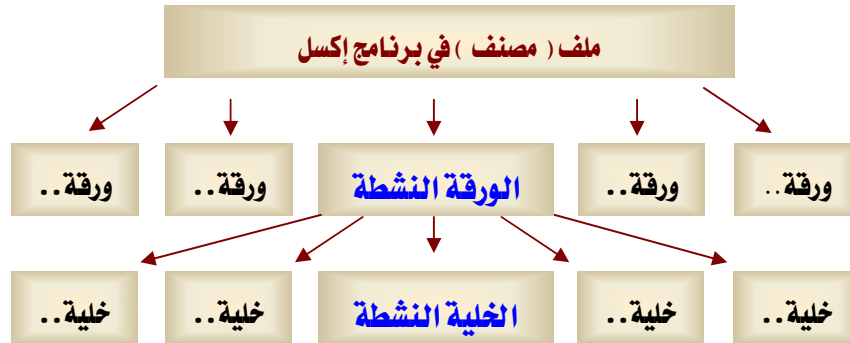 ملف ( مصنف ) في برنامج إكسل
ورقة..
ورقة..
الورقة النشطة
ورقة..
ورقة..
خلية..
خلية..
الخلية النشطة
خلية..
خلية..